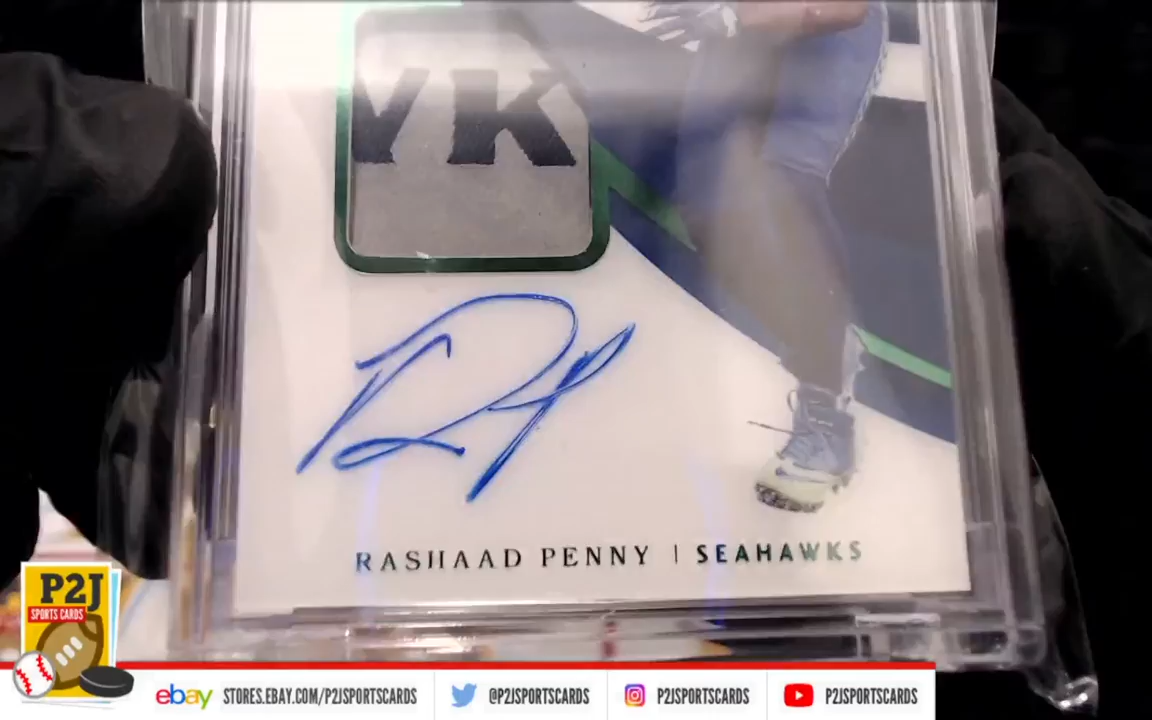 YK
RASHAAD PENNY | SEAHAWKS
P2J
SPORTS CARDS
ebay STORES.EBAY.COM/P2JSPORTSCARDS @P2JSPORTSCARDS P2JSPORTSCARDS P2JSPORTSCARDS